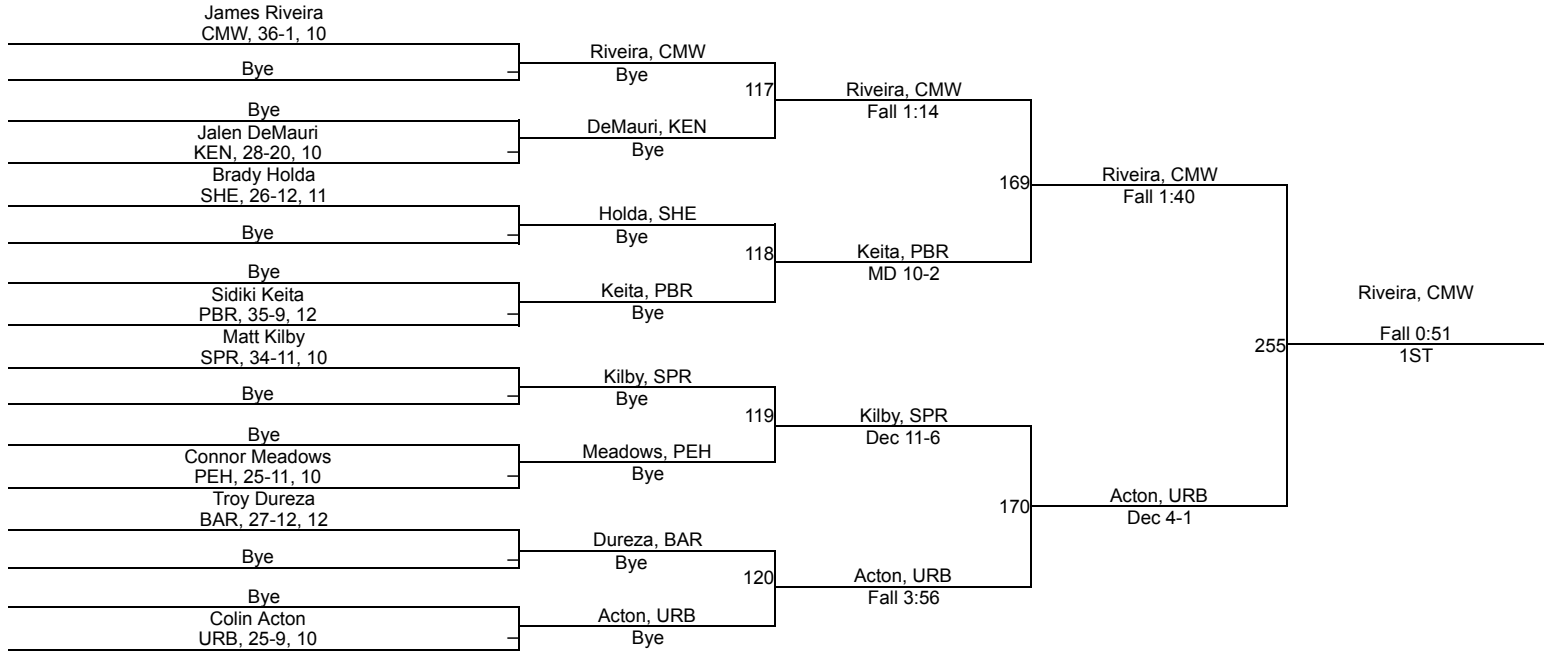 James Riveira
CMW, 36-1, 10
Bye
Bye
Jalen DeMauri
KEN, 28-20, 10
Brady Holda
SHE, 26-12, 11
Bye
Bye
Sidiki Keita
PBR, 35-9, 12
Matt Kilby
SPR, 34-11, 10
Bye
Bye
Connor Meadows
PEH, 25-11, 10
Troy Dureza
BAR, 27-12, 12
Bye
Bye
Colin Acton
URB, 25-9, 10
Riveira, CMW
Bye
117
DeMauri, KEN
Bye
Holda, SHE
Bye
118
Keita, PBR
Bye
Kilby, SPR
Bye
119
Meadows, PEH
Bye
Dureza, BAR
Bye
120
Acton, URB
Bye
Riveira, CMW
Fall 1:14
169
Keita, PBR
MD 10-2
Kilby, SPR
Dec 11-6
170
Acton, URB
Fall 3:56
Riveira, CMW
Fall 1:40
255
Acton, URB
Dec 4-1
Riveira, CMW
Fall 0:51
1ST